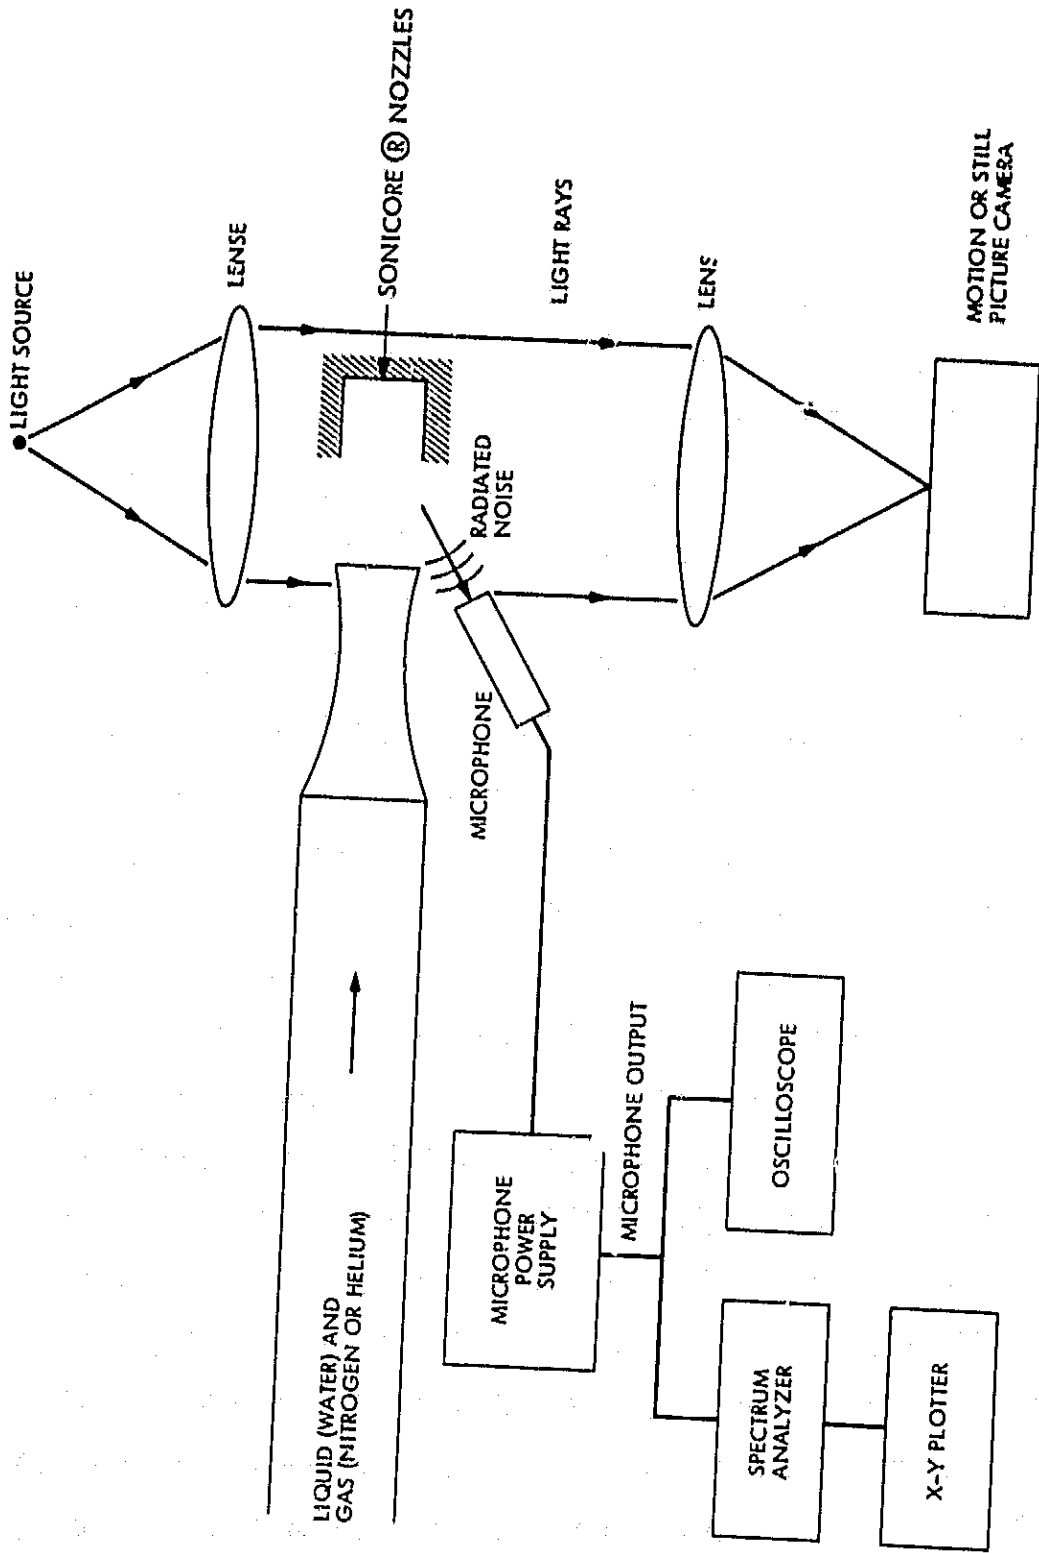 LIGHT SOURCE
LENSE
SONICORE ® NOZZLES
LIQUID (WATER) AND
GAS (NITROGEN OR HELIUM)
RADIATED
NOISE
MICROPHONE
LIGHT RAYS
MICROPHONE
POWER
SUPPLY
MICROPHONE OUTPUT
LENS
SPECTRUM
ANALYZER
OSCILLOSCOPE
X-Y PLOTTER
MOTION OR STILL
PICTURE CAMERA